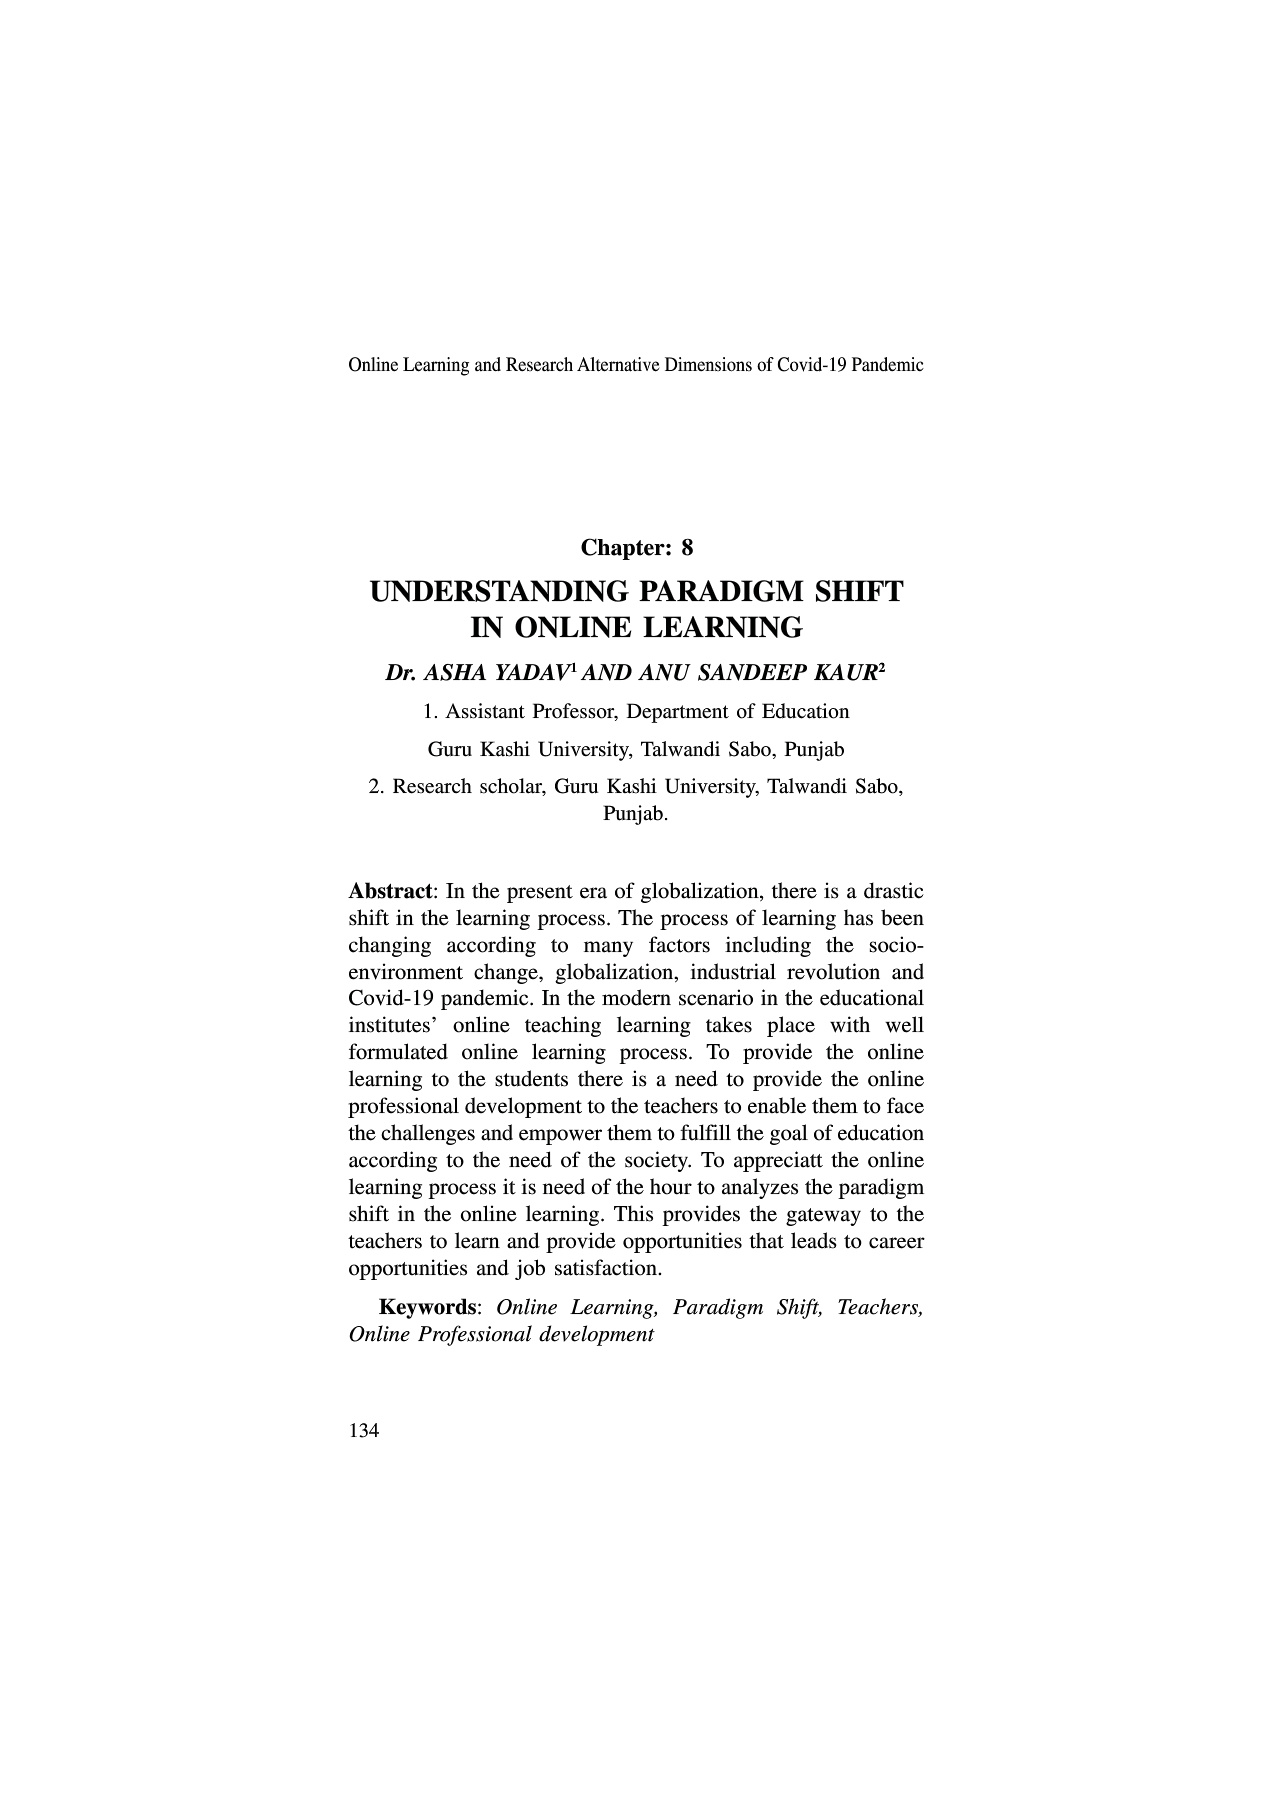 Online Learning and Research Alternative Dimensions of Covid-19 Pandemic
Chapter: 8
UNDERSTANDING PARADIGM SHIFT
IN ONLINE LEARNING
Dr. ASHA YADAV¹ AND ANU SANDEEP KAUR²
1. Assistant Professor, Department of Education
Guru Kashi University, Talwandi Sabo, Punjab
2. Research scholar, Guru Kashi University, Talwandi Sabo,
Punjab.
Abstract: In the present era of globalization, there is a drastic
shift in the learning process. The process of learning has been
changing according to many factors including the socio-
environment change, globalization, industrial revolution and
Covid-19 pandemic. In the modern scenario in the educational
institutes’ online teaching learning takes place with well
formulated online learning process. To provide the online
learning to the students there is a need to provide the online
professional development to the teachers to enable them to face
the challenges and empower them to fulfill the goal of education
according to the need of the society. To appreciatt the online
learning process it is need of the hour to analyzes the paradigm
shift in the online learning. This provides the gateway to the
teachers to learn and provide opportunities that leads to career
opportunities and job satisfaction.
Keywords: Online Learning, Paradigm Shift, Teachers,
Online Professional development
134